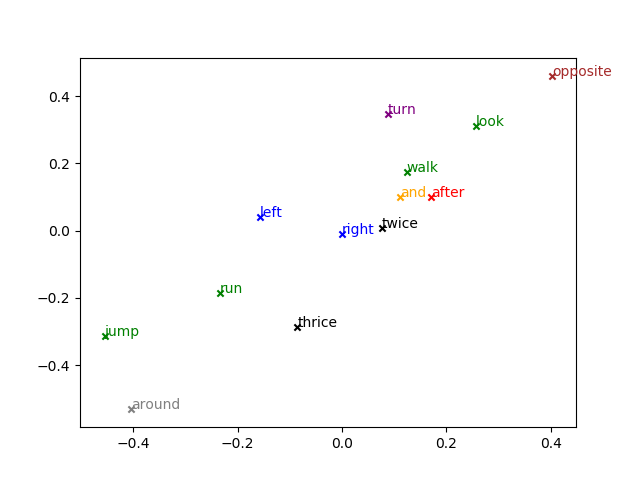 opposite
0.4
turn
look
0.2
walk
and after
left
twice
0.0
right
run
−0.2
thrice
jump
−0.4
around
−0.4 −0.2 0.0 0.2 0.4